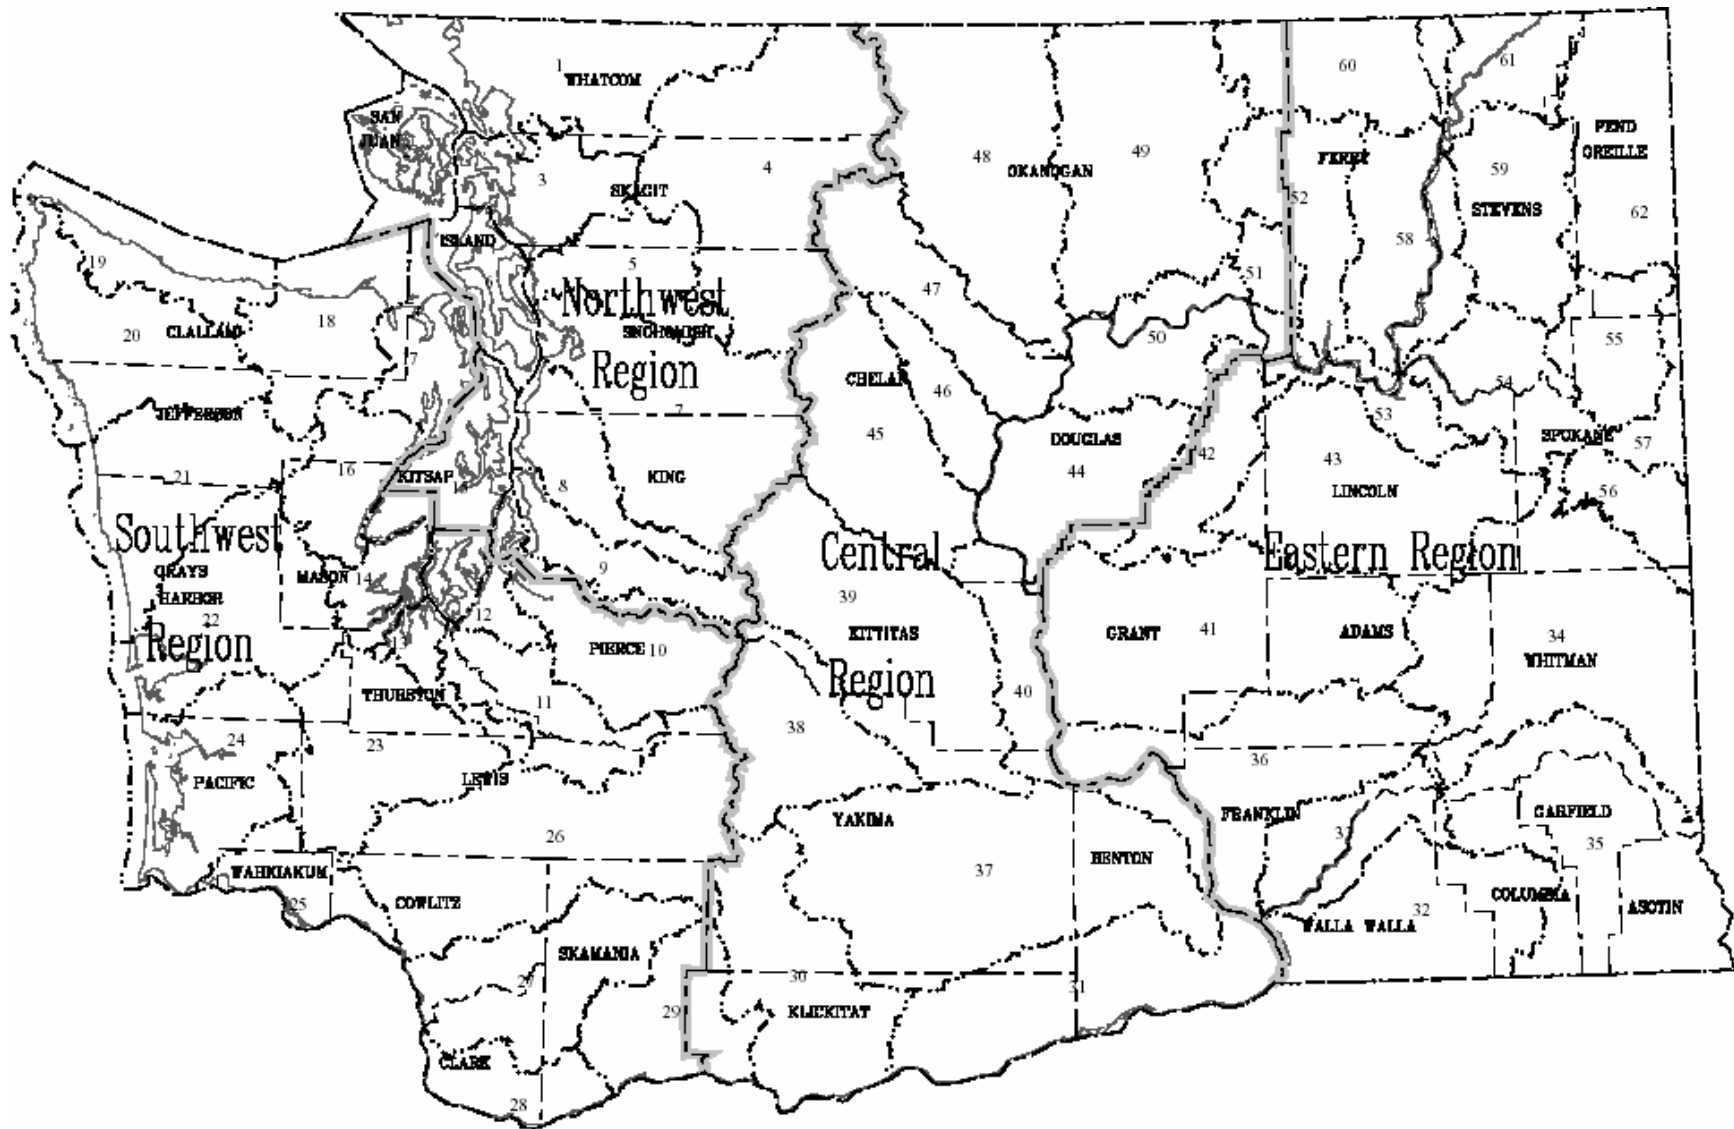 1
WHATCOM
60
61
SAN
JUAN
PEND
OREILLE
48
49
FERRY
3
4
SKAGIT
OKANOGAN
59
STEVENS
62
52
ISLAND
58
19
5
51
47
Northwest
Region
18
20
CLALLAM
SNOHOMISH
50
55
CHELAN
46
54
JEFFERSON
7
53
45
DOUGLAS
SPOKANE
57
42
43
44
16
KITSAP
15
21
8
KING
LINCOLN
56
Southwest
Region
Central
Region
Eastern Region
GRAYS
HARBOR
22
MASON
14
9
39
12
13
KITTITAS
GRANT
41
ADAMS
34
WHITMAN
PIERCE 10
THURSTON
11
40
24
23
38
36
PACIFIC
LEWIS
YAKIMA
FRANKLIN
33
GARFIELD
35
26
37
BENTON
WAHKIAKUM
25
COWLITZ
COLUMBIA
ASOTIN
32
WALLA WALLA
SKAMANIA
27
30
31
29
KLICKITAT
CLARK
28